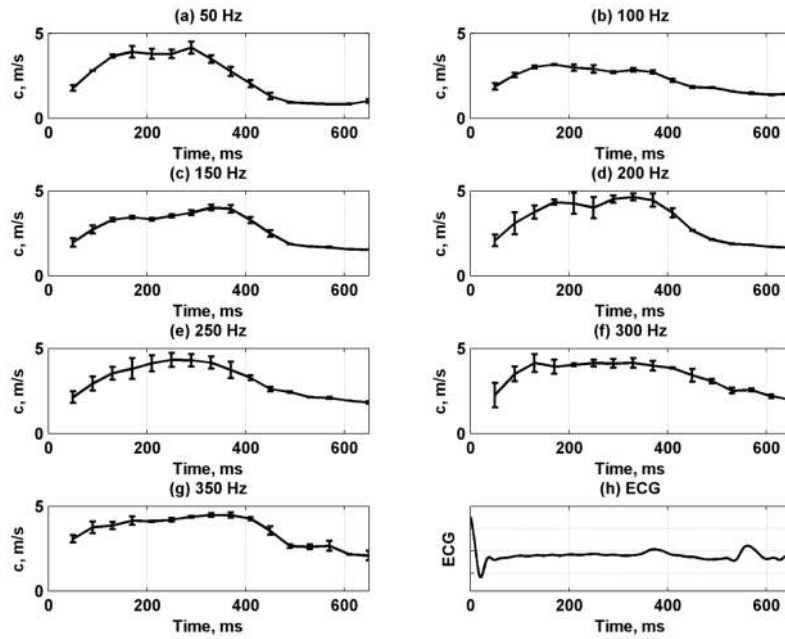 (a) 50 Hz
5
c, m/s
0
0 200 400 600
Time, ms
(b) 100 Hz
5
c, m/s
0
0 200 400 600
Time, ms
(c) 150 Hz
5
c, m/s
0
0 200 400 600
Time, ms
(d) 200 Hz
5
c, m/s
0
0 200 400 600
Time, ms
(e) 250 Hz
5
c, m/s
0
0 200 400 600
Time, ms
(f) 300 Hz
5
c, m/s
0
0 200 400 600
Time, ms
(g) 350 Hz
5
c, m/s
0
0 200 400 600
Time, ms
(h) ECG
ECG
0 200 400 600
Time, ms